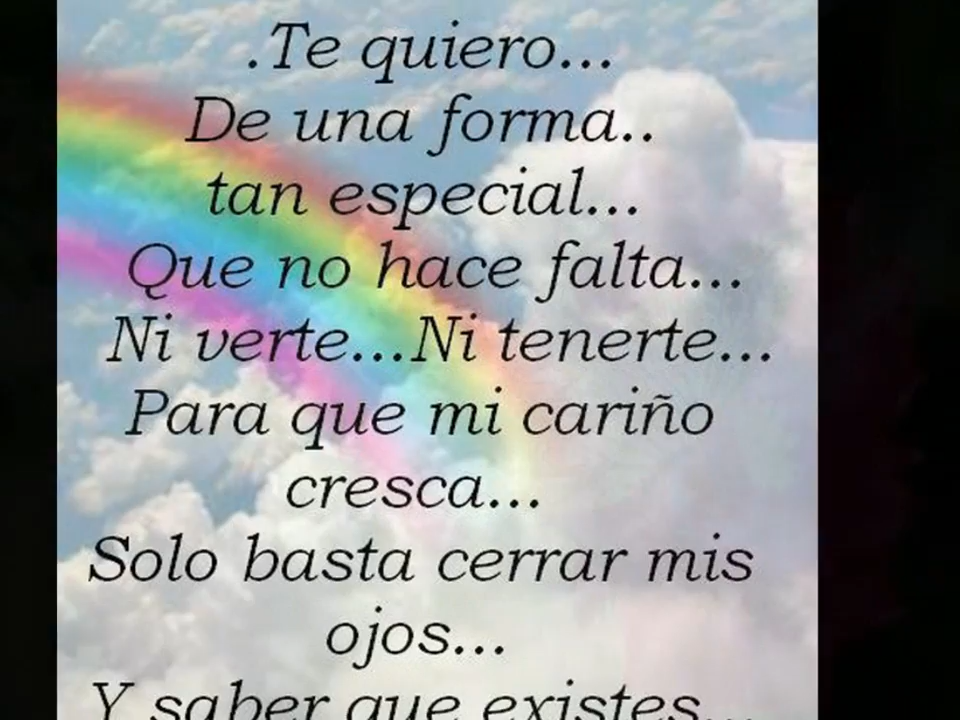 .Te quiero...
De una forma..
tan especial...
Que no hace falta...
Ni verte...Ni tenerte...
Para que mi cariño
cresca...
Solo basta cerrar mis
ojos...
Y saber que existes...